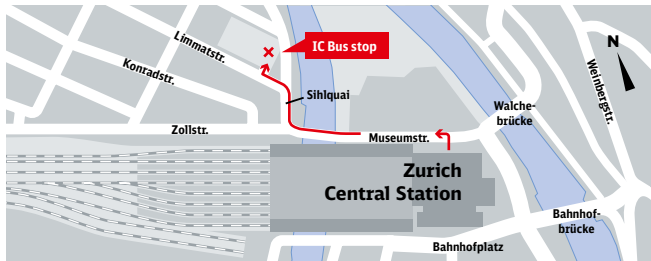 Limmatstr.
IC Bus stop
N
Konradstr.
Weinbergstr.
Sihlquai
Walche-
brücke
Zollstr.
Museumstr.
Zurich
Central Station
Bahnhof-
brücke
Bahnhofplatz